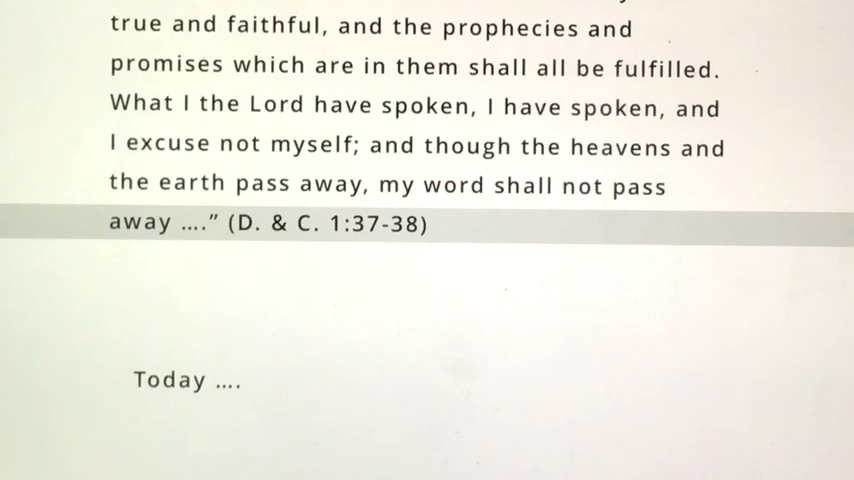 true and faithful, and the prophecies and
promises which are in them shall all be fulfilled.
What I the Lord have spoken, I have spoken, and
I excuse not myself; and though the heavens and
the earth pass away, my word shall not pass
away ....” (D. & C. 1:37-38)
Today ....